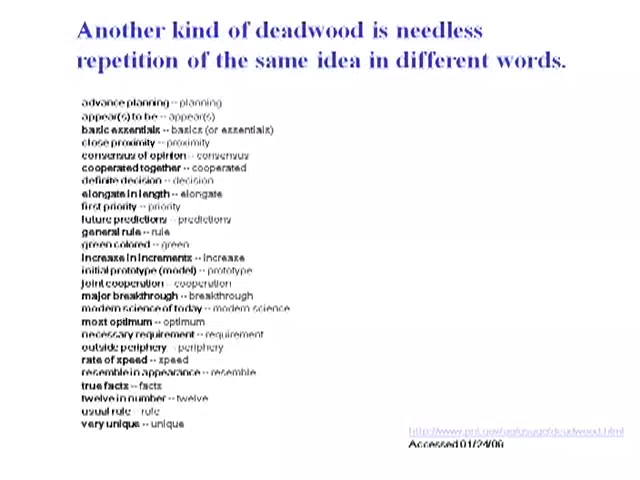 Another kind of deadwood is needless
repetition of the same idea in different words.
advance planning -- planning
appear(s) to be -- appear(s)
basic essentials -- basics (or essentials)
close proximity -- proximity
consensus of opinion -- consensus
cooperated together -- cooperated
definite decision -- decision
elongate in length -- elongate
first priority -- priority
future predictions -- predictions
general rule -- rule
green colored -- green
increase in increments -- increase
initial prototype (model) -- prototype
joint cooperation -- cooperation
major breakthrough -- breakthrough
modern science of today -- modern science
most optimum -- optimum
necessary requirement -- requirement
outside periphery -- periphery
rate of speed -- speed
resemble in appearance -- resemble
true facts -- facts
twelve in number -- twelve
usual rule -- rule
very unique -- unique
Accessed 01/24/06